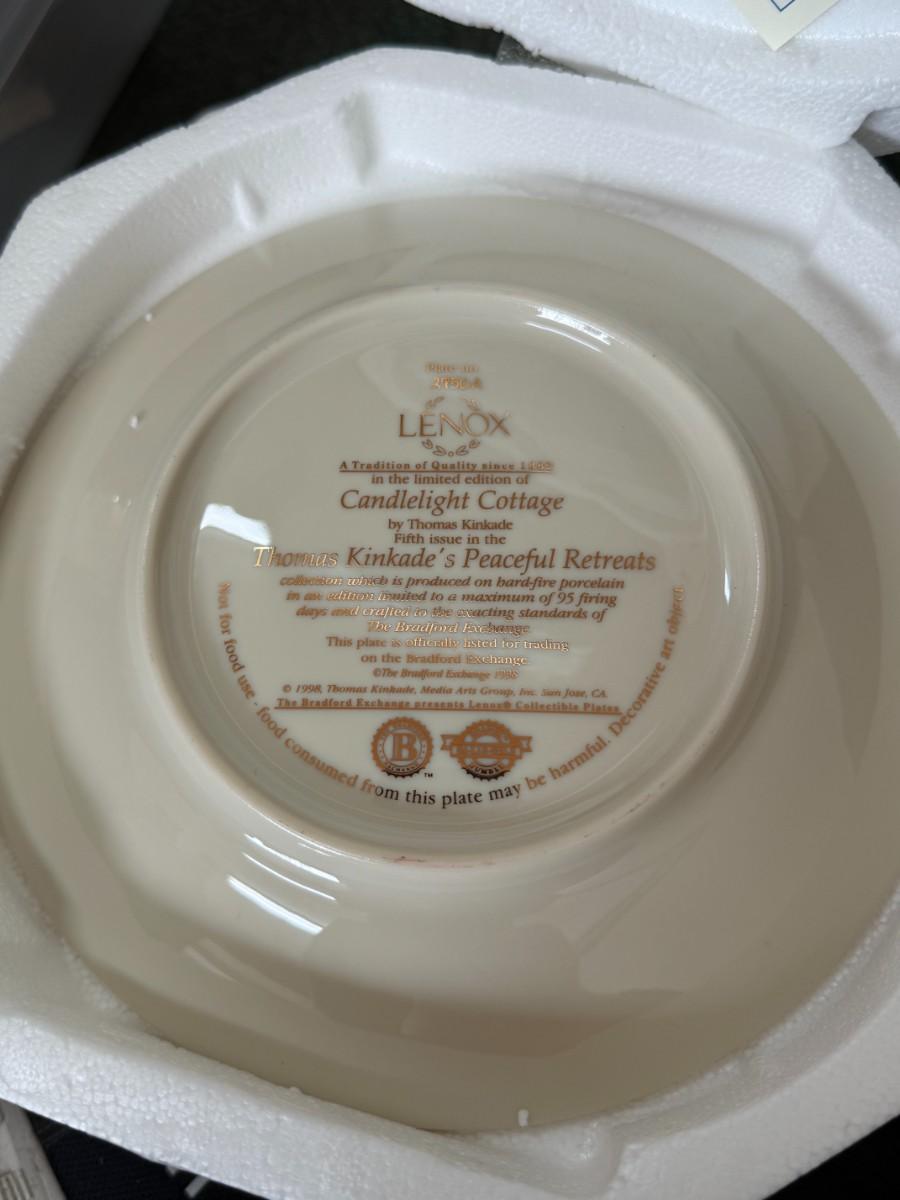 Plate no
LENOX
A Tradition of Quality since
in the limited edition of
Candlelight Cottage
by Thomas Kinkade
Fifth issue in the
Thomas Kinkade's Peaceful Retreats
collection which is produced on hard-fire porcelain
in an edition limited to a maximum of 95 firing
days and crafted to the exacting standards of
The Bradford Exchange
This plate is officially listed for trading
on the Bradford Exchange.
©The Bradford Exchange 1998
© 1998, Thomas Kinkade, Media Arts Group, Inc. San Jose, CA
The Bradford Exchange presents Lenox® Collectible Plates
B
™
Not for food use - food consumed from this plate may be harmful. Decorative art object.